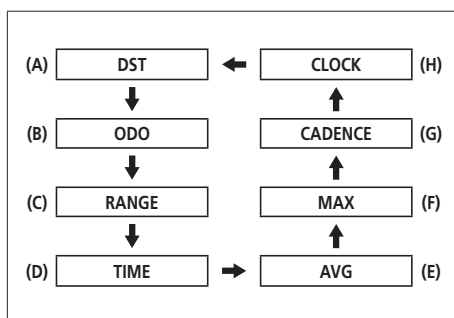 (A) DST CLOCK (H)
(B) ODO CADENCE (G)
(C) RANGE MAX (F)
(D) TIME AVG (E)